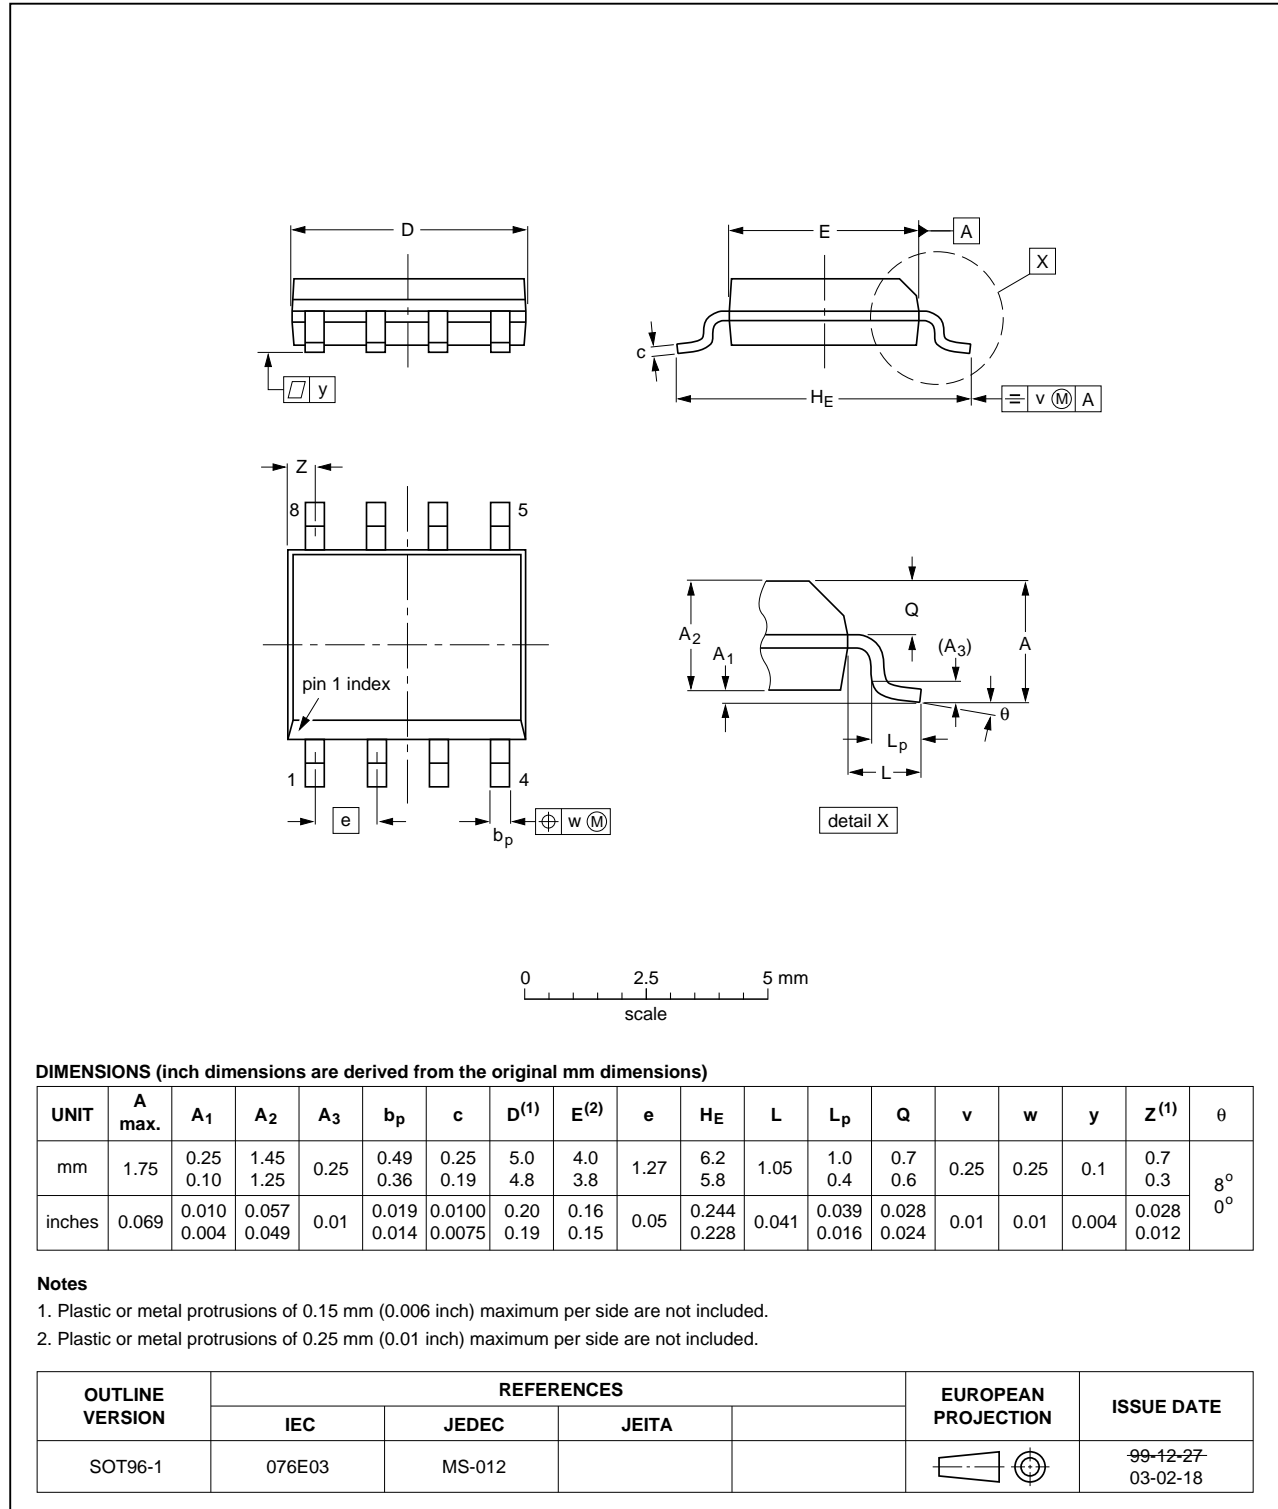 D
E
A
X
c
y
HE
v M A
Z
8
5
pin 1 index
1
4
e
bp
w M
A2
A1
Q
(A3)
A
θ
Lp
L
detail X
0 2.5 5 mm
scale
DIMENSIONS (inch dimensions are derived from the original mm dimensions)
UNIT A max. A1 A2 A3 bp c D(1) E(2) e HE L Lp Q v w y Z(1) θ
mm 1.75 0.25 0.10 1.45 1.25 0.25 0.49 0.36 0.25 0.19 5.0 4.8 4.0 3.8 1.27 6.2 5.8 1.05 1.0 0.4 0.7 0.6 0.25 0.25 0.1 0.7 0.3 8o 0o
inches 0.069 0.010 0.004 0.057 0.049 0.01 0.019 0.014 0.0100 0.0075 0.20 0.19 0.16 0.15 0.05 0.244 0.228 0.041 0.039 0.016 0.028 0.024 0.01 0.01 0.004 0.028 0.012
Notes
1. Plastic or metal protrusions of 0.15 mm (0.006 inch) maximum per side are not included.
2. Plastic or metal protrusions of 0.25 mm (0.01 inch) maximum per side are not included.
OUTLINE VERSION REFERENCES EUROPEAN PROJECTION ISSUE DATE
IEC JEDEC JEITA
SOT96-1 076E03 MS-012 99-12-27
03-02-18